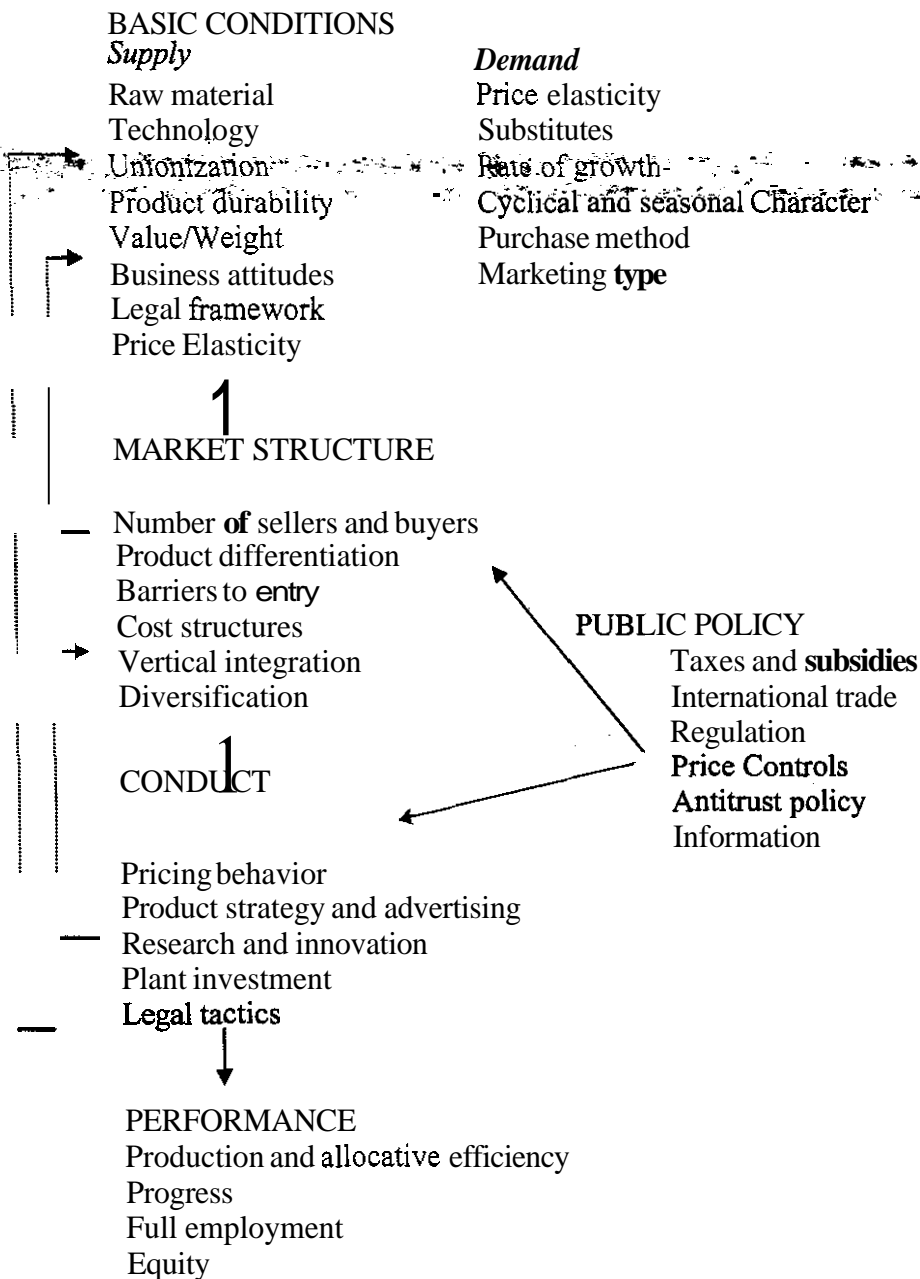 BASIC CONDITIONS
Supply
Raw material
Technology
Unionization
Product durability
Value/Weight
Business attitudes
Legal framework
Price Elasticity
Demand
Price elasticity
Substitutes
Rate of growth-
Cyclical and seasonal Character
Purchase method
Marketing type
1
MARKET STRUCTURE
Number of sellers and buyers
Product differentiation
Barriers to entry
Cost structures
Vertical integration
Diversification
PUBLIC POLICY
Taxes and subsidies
International trade
Regulation
Price Controls
Antitrust policy
Information
1
CONDUCT
Pricing behavior
Product strategy and advertising
Research and innovation
Plant investment
Legal tactics
PERFORMANCE
Production and allocative efficiency
Progress
Full employment
Equity